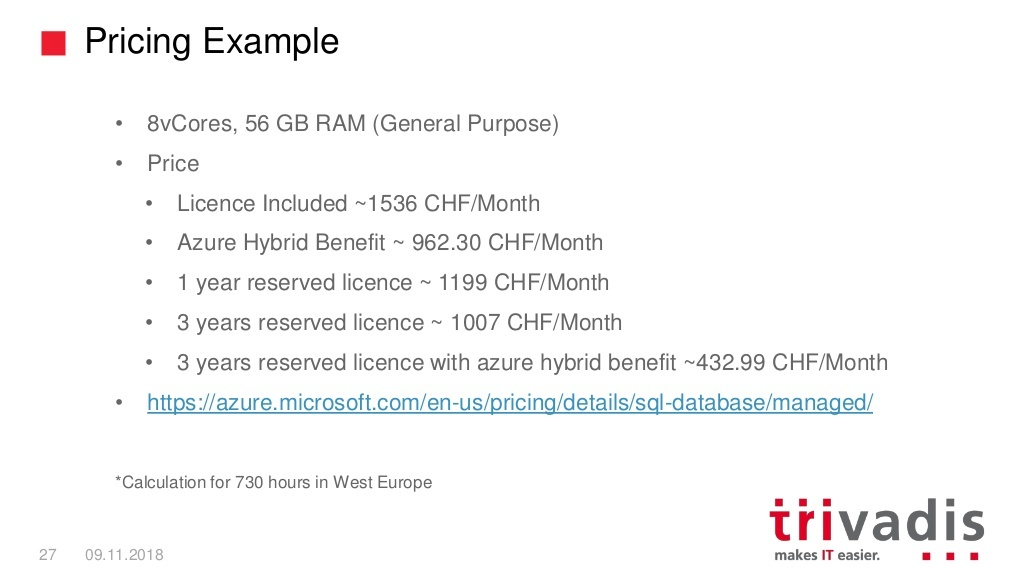 Pricing Example
• 8vCores, 56 GB RAM (General Purpose)
• Price
• Licence Included ~1536 CHF/Month
• Azure Hybrid Benefit ~ 962.30 CHF/Month
• 1 year reserved licence ~ 1199 CHF/Month
• 3 years reserved licence ~ 1007 CHF/Month
• 3 years reserved licence with azure hybrid benefit ~432.99 CHF/Month
• https://azure.microsoft.com/en-us/pricing/details/sql-database/managed/
*Calculation for 730 hours in West Europe
trivadis
makes IT easier.
27 09.11.2018